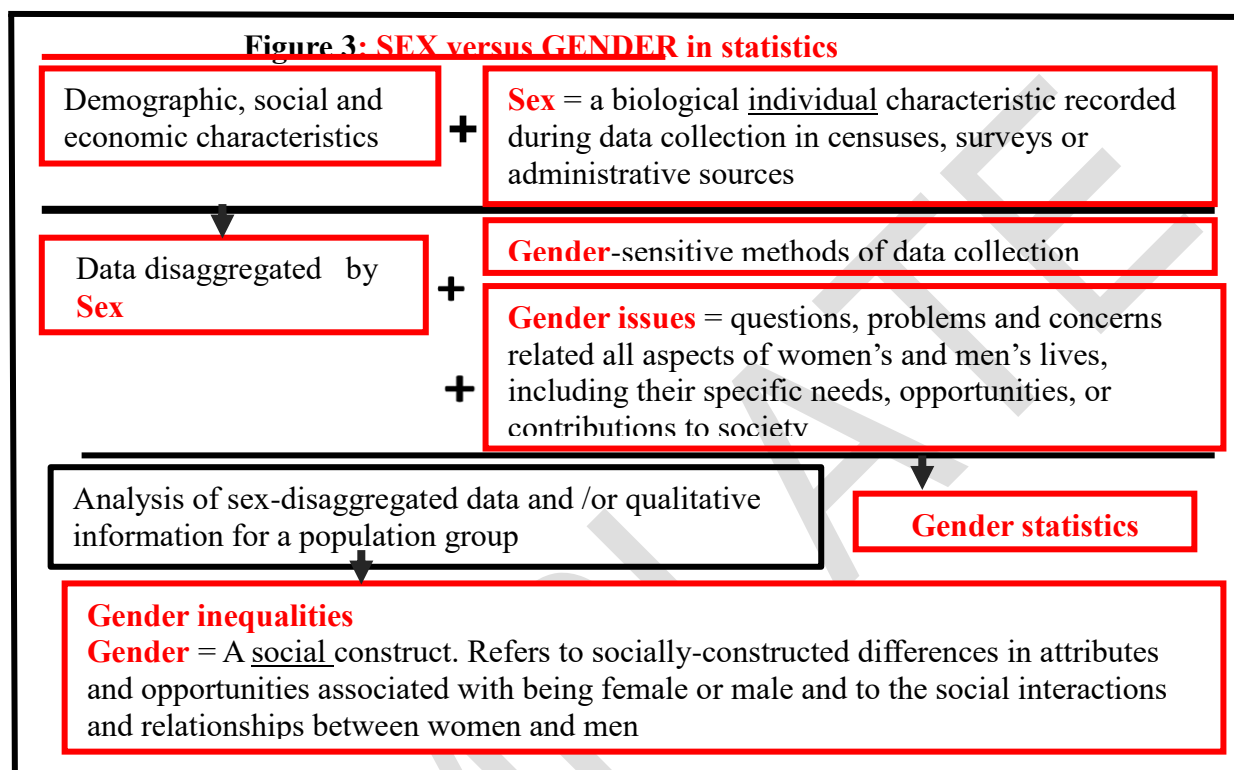 Figure 3: SEX versus GENDER in statistics
Demographic, social and
economic characteristics
+
Sex = a biological individual characteristic recorded
during data collection in censuses, surveys or
administrative sources
Data disaggregated by
Sex
+
Gender-sensitive methods of data collection
+
Gender issues = questions, problems and concerns
related all aspects of women’s and men’s lives,
including their specific needs, opportunities, or
contributions to society
Analysis of sex-disaggregated data and /or qualitative
information for a population group
Gender statistics
Gender inequalities
Gender = A social construct. Refers to socially-constructed differences in attributes
and opportunities associated with being female or male and to the social interactions
and relationships between women and men